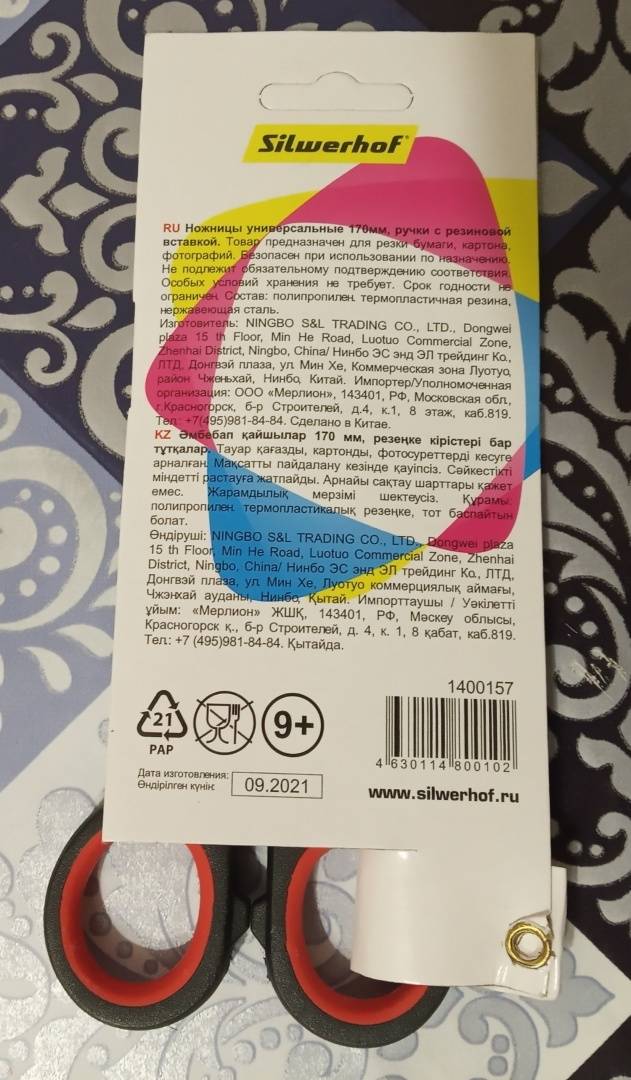 Silwerhof®
RU Ножницы универсальные 170мм, ручки с резиновой
вставкой. Товар предназначен для резки бумаги, картона,
фотографий. Безопасен при использовании по назначению.
Не подлежит обязательному подтверждению соответствия.
Особых условий хранения не требует. Срок годности не
ограничен. Состав: полипропилен, термопластичная резина,
нержавеющая сталь.
Изготовитель: NINGBO S&L TRADING CO., LTD., Dongwei
plaza 15 th Floor, Min He Road, Luotuo Commercial Zone,
Zhenhai District, Ningbo, China/ Нинбо ЭС энд ЭЛ трейдинг Ко.,
ЛТД, Донгвэй плаза, ул. Мин Хе, Коммерческая зона Луотуо,
район Чженьхай, Нинбо, Китай. Импортер/Уполномоченная
организация: ООО «Мерлион», 143401, РФ, Московская обл.,
г.Красногорск, б-р Строителей, д.4, к.1, 8 этаж, каб.819.
Тел.: +7(495)981-84-84. Сделано в Китае.
KZ Әмбебап қайшылар 170 мм, резеңке кірістері бар
тұтқалар. Тауар қағазды, картонды, фотосуреттерді кесуге
арналған. Мақсатты пайдалану кезінде қауіпсіз. Сәйкестікті
міндетті растауға жатпайды. Арнайы сақтау шарттары қажет
емес. Жарамдылық мерзімі шектеусіз. Құрамы:
полипропилен, термопластикалық резеңке, тот баспайтын
болат.
Өндіруші: NINGBO S&L TRADING CO., LTD., Dongwei plaza
15 th Floor, Min He Road, Luotuo Commercial Zone, Zhenhai
District, Ningbo, China/ Нинбо ЭС энд ЭЛ трейдинг Ко., ЛТД,
Донгвэй плаза, ул. Мин Хе, Луотуо коммерциялық аймағы,
Чжэнхай ауданы, Нинбо, Қытай. Импорттаушы / Уәкілетті
ұйым: «Мерлион» ЖШҚ, 143401, РФ, Мәскеу облысы,
Красногорск қ., б-р Строителей, д. 4, к. 1, 8 қабат, каб.819.
Тел.: +7 (495)981-84-84. Қытайда.
21
PAP
9+
1400157
4 630114 800102
Дата изготовления:
Өндірілген күнін:
09.2021
www.silwerhof.ru